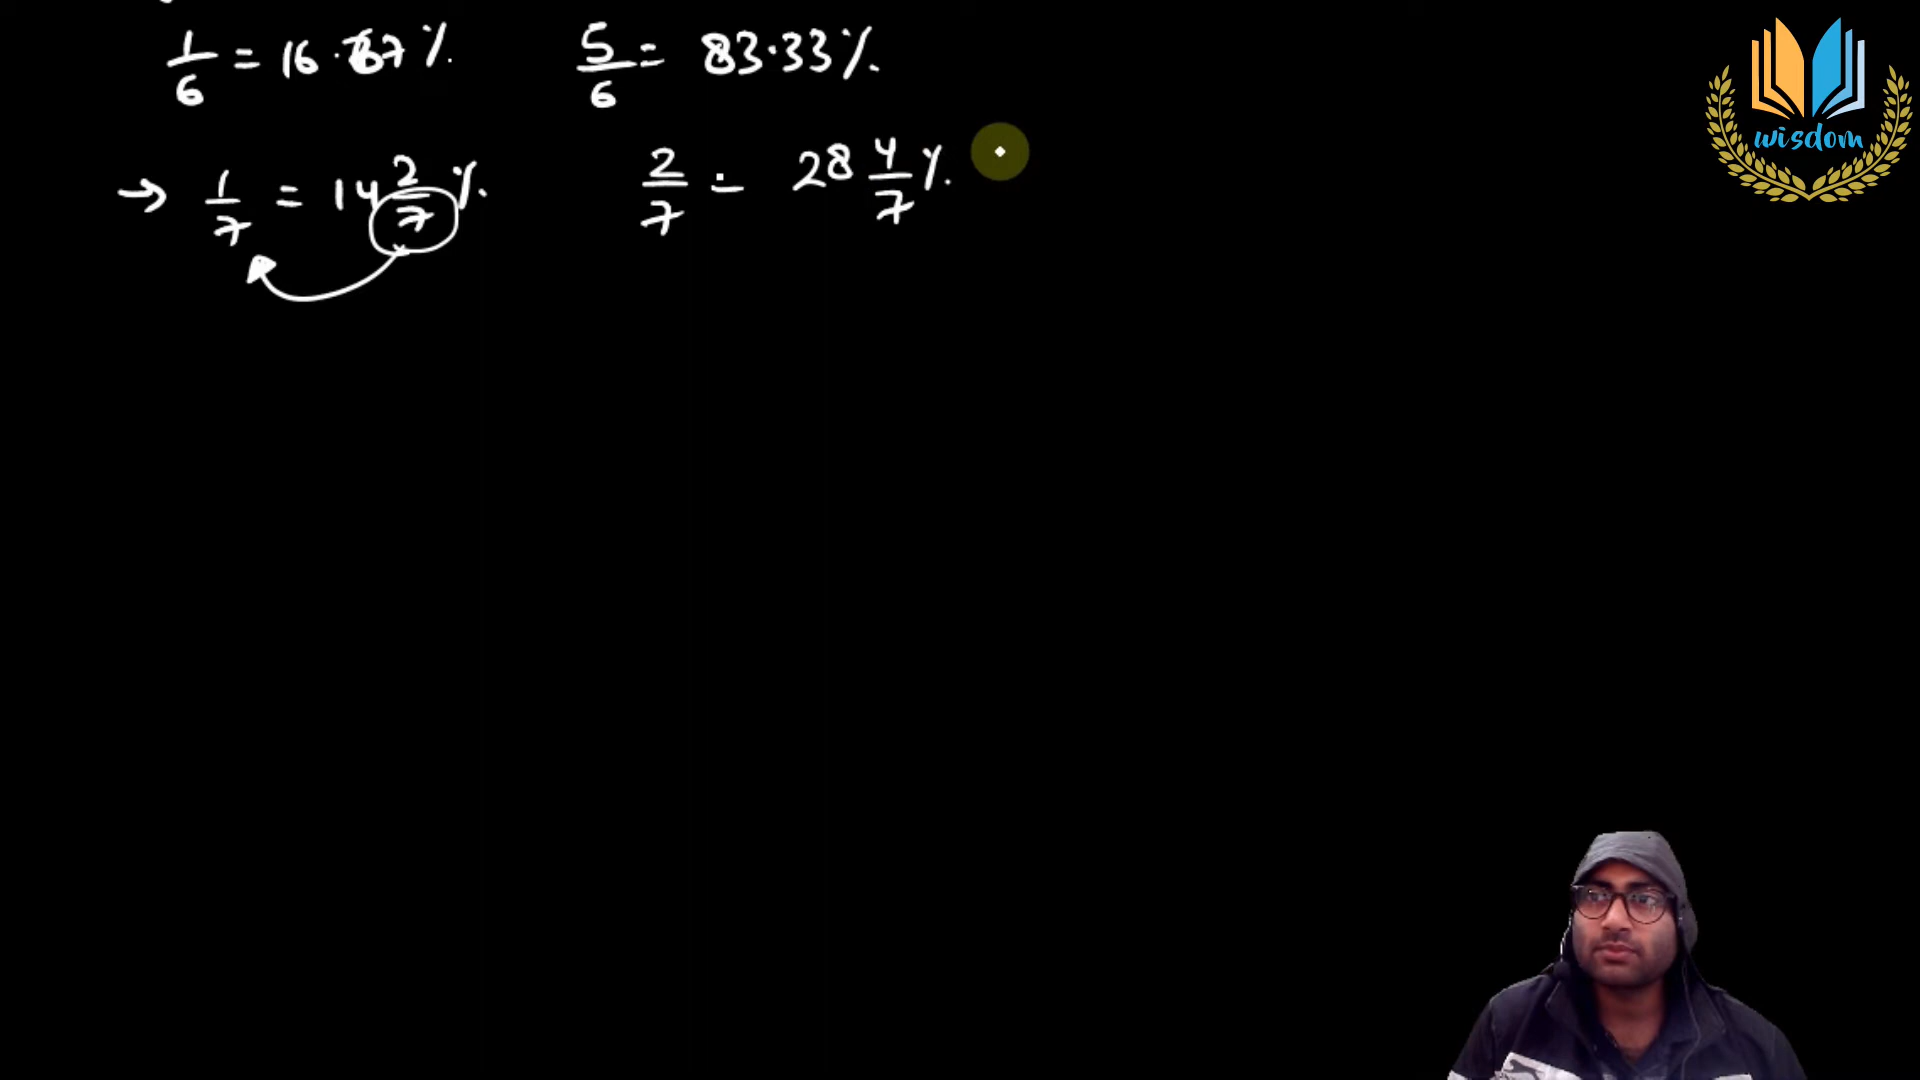 1/6 = 16.67% 5/6 = 83.33%
→ 1/7 = 14 2/7 % 2/7 = 28 4/7 %
wisdom